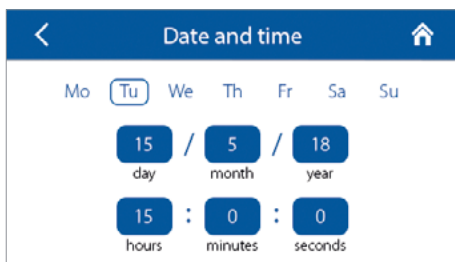 Date and time
Mo Tu We Th Fr Sa Su
15 / 5 / 18
day month year
15 : 0 : 0
hours minutes seconds